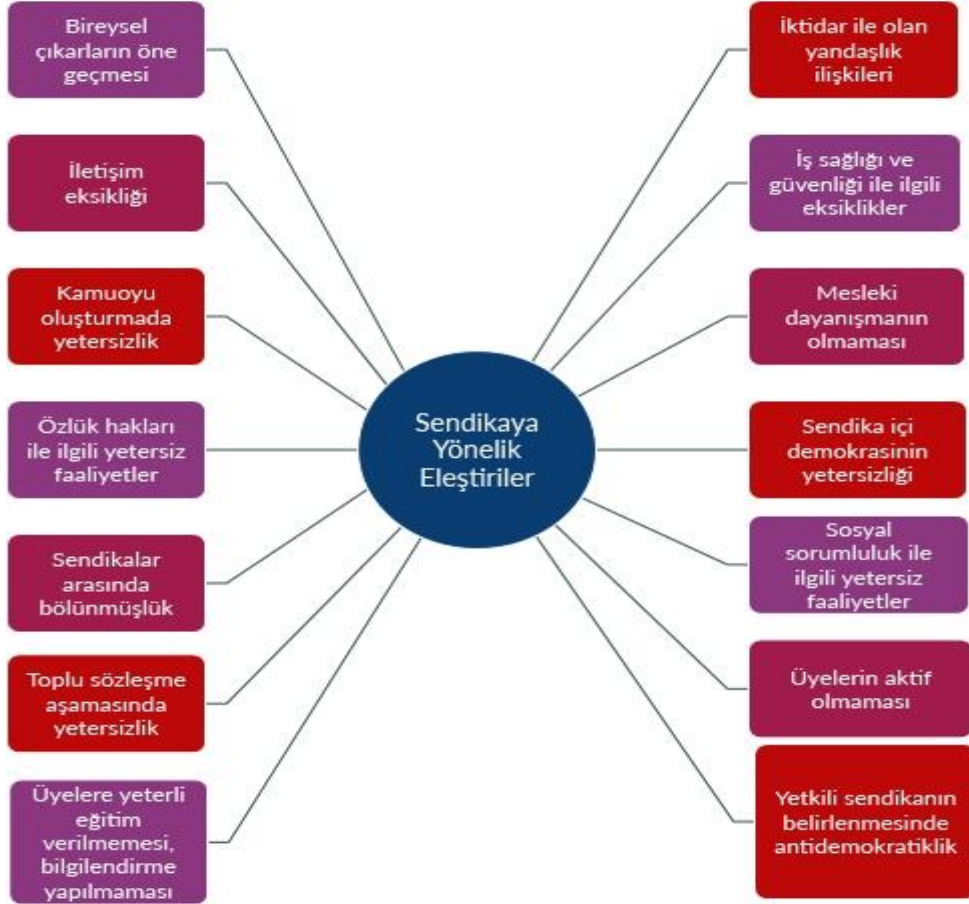 Bireysel
çıkarların öne
geçmesi
İletişim
eksikliği
Kamuoyu
oluşturmada
yetersizlik
Özlük hakları
ile ilgili yetersiz
faaliyetler
Sendikalar
arasında
bölünmüşlük
Toplu sözleşme
aşamasında
yetersizlik
Üyelere yeterli
eğitim
verilmemesi,
bilgilendirme
yapılmaması
Sendikaya
Yönelik
Eleştiriler
İktidar ile olan
yandaşlık
ilişkileri
İş sağlığı ve
güvenliği ile ilgili
eksiklikler
Mesleki
dayanışmanın
olmaması
Sendika içi
demokrasinin
yetersizliği
Sosyal
sorumluluk ile
ilgili yetersiz
faaliyetler
Üyelerin aktif
olmaması
Yetkili sendikanın
belirlenmesinde
antidemokratiklik